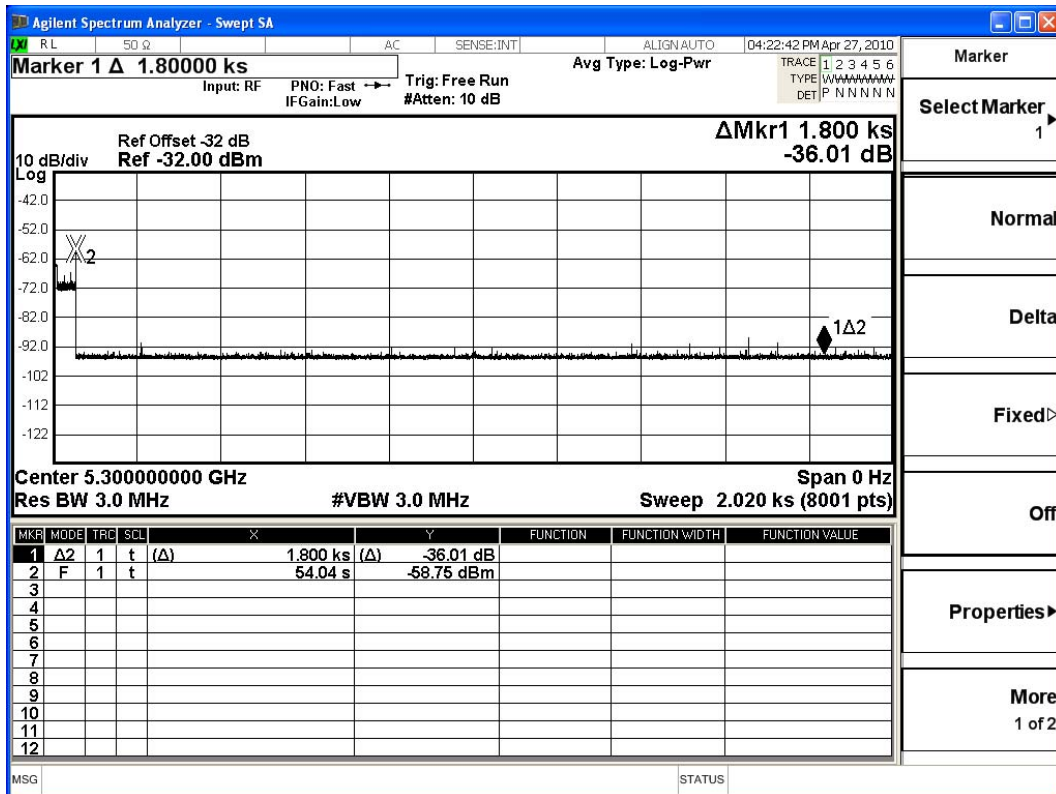 Agilent Spectrum Analyzer - Swept SA
LXI RL 50 Ω AC SENSE:INT ALIGN AUTO 04:22:42 PM Apr 27, 2010
Marker 1 Δ 1.80000 ks
Input: RF PNO: Fast IFGain:Low
Trig: Free Run
#Atten: 10 dB
Avg Type: Log-Pwr
TRACE 1 2 3 4 5 6
TYPE WWWWWWW
DET P N N N N N
ΔMkr1 1.800 ks
-36.01 dB
Ref Offset -32 dB
10 dB/div Ref -32.00 dBm
Log
-42.0
-52.0
-62.0
-72.0
-82.0
-92.0
-102
-112
-122
2
1Δ2
Center 5.300000000 GHz Span 0 Hz
Res BW 3.0 MHz #VBW 3.0 MHz Sweep 2.020 ks (8001 pts)
MKR MODE TRC SCL X Y FUNCTION FUNCTION WIDTH FUNCTION VALUE
1 Δ2 1 t (Δ) 1.800 ks (Δ) -36.01 dB
2 F 1 t 54.04 s -58.75 dBm
3
4
5
6
7
8
9
10
11
12
MSG STATUS
Marker
Select Marker
1
Normal
Delta
Fixed
Off
Properties
More
1 of 2